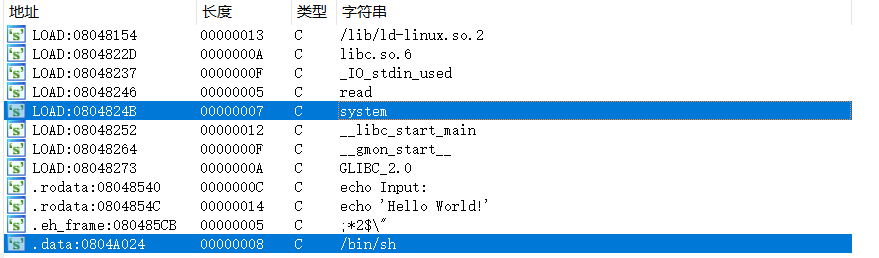 地址 长度 类型 字符串
's' LOAD:08048154 00000013 C /lib/ld-linux.so.2
's' LOAD:0804822D 0000000A C libc.so.6
's' LOAD:08048237 0000000F C _IO_stdin_used
's' LOAD:08048246 00000005 C read
's' LOAD:0804824B 00000007 C system
's' LOAD:08048252 00000012 C __libc_start_main
's' LOAD:08048264 0000000F C __gmon_start__
's' LOAD:08048273 0000000A C GLIBC_2.0
's' .rodata:08048540 0000000C C echo Input:
's' .rodata:0804854C 00000014 C echo 'Hello World!'
's' .eh_frame:080485CB 00000005 C ;*2$\"
's' .data:0804A024 00000008 C /bin/sh